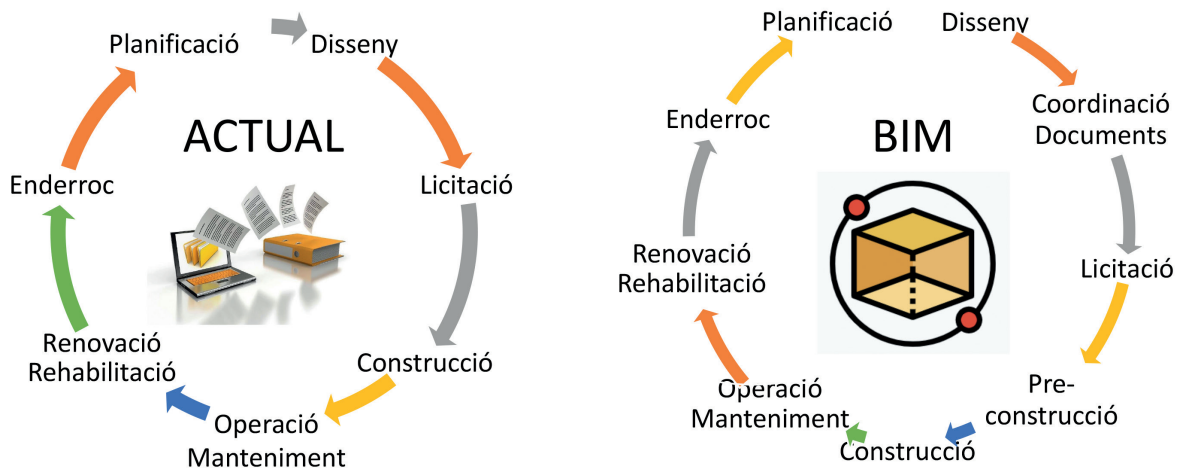 Planificació
Disseny
ACTUAL
Licitació
Enderroc
Construcció
Renovació
Rehabilitació
Operació
Manteniment
Planificació
Disseny
Coordinació
Documents
Enderroc
BIM
Licitació
Renovació
Rehabilitació
Pre-
construcció
Operació
Manteniment
Construcció